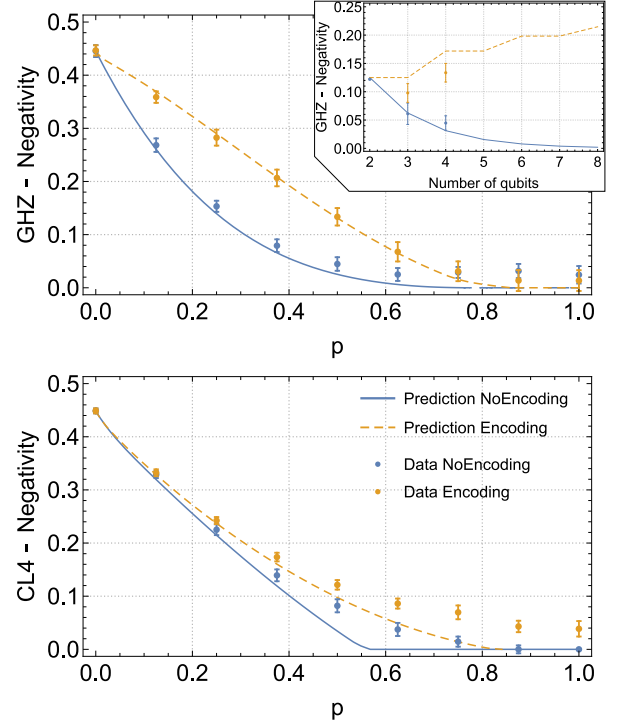 GHZ - Negativity
0.5
0.4
0.3
0.2
0.1
0.0
0.0 0.2 0.4 0.6 0.8 1.0
p
GHZ - Negativity
0.25
0.20
0.15
0.10
0.05
0.00
2 3 4 5 6 7 8
Number of qubits
CL4 - Negativity
0.5
0.4
0.3
0.2
0.1
0.0
0.0 0.2 0.4 0.6 0.8 1.0
p
Prediction NoEncoding
Prediction Encoding
Data NoEncoding
Data Encoding